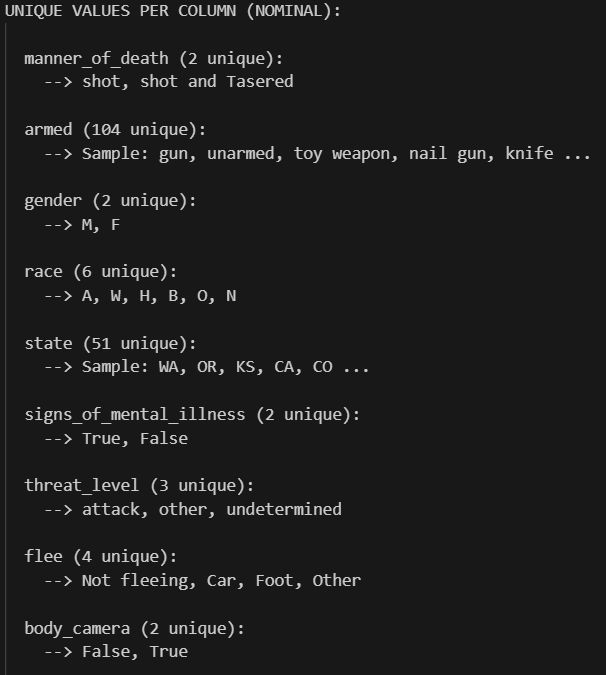 UNIQUE VALUES PER COLUMN (NOMINAL):
manner_of_death (2 unique):
--> shot, shot and Tasered
armed (104 unique):
--> Sample: gun, unarmed, toy weapon, nail gun, knife ...
gender (2 unique):
--> M, F
race (6 unique):
--> A, W, H, B, O, N
state (51 unique):
--> Sample: WA, OR, KS, CA, CO ...
signs_of_mental_illness (2 unique):
--> True, False
threat_level (3 unique):
--> attack, other, undetermined
flee (4 unique):
--> Not fleeing, Car, Foot, Other
body_camera (2 unique):
--> False, True